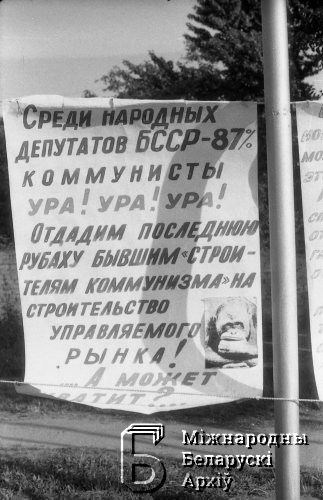 Среди народных
депутатов БССР-87%
коммунисты
Ура! Ура! Ура!
Отдадим последнюю
рубаху бывшим «строи-
телям коммунизма» на
строительство
управляемого
рынка!
....А может
хватит?...
Міжнародны
Беларускі
Архіў